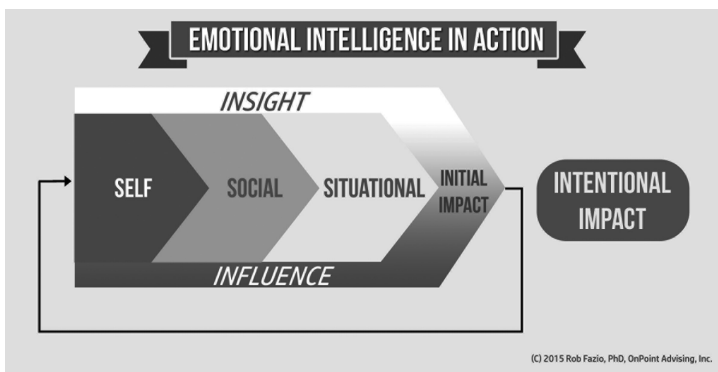 EMOTIONAL INTELLIGENCE IN ACTION
INSIGHT
SELF
SOCIAL
SITUATIONAL
INITIAL
IMPACT
INTENTIONAL
IMPACT
INFLUENCE
(C) 2015 Rob Fazio, PhD, OnPoint Advising, Inc.